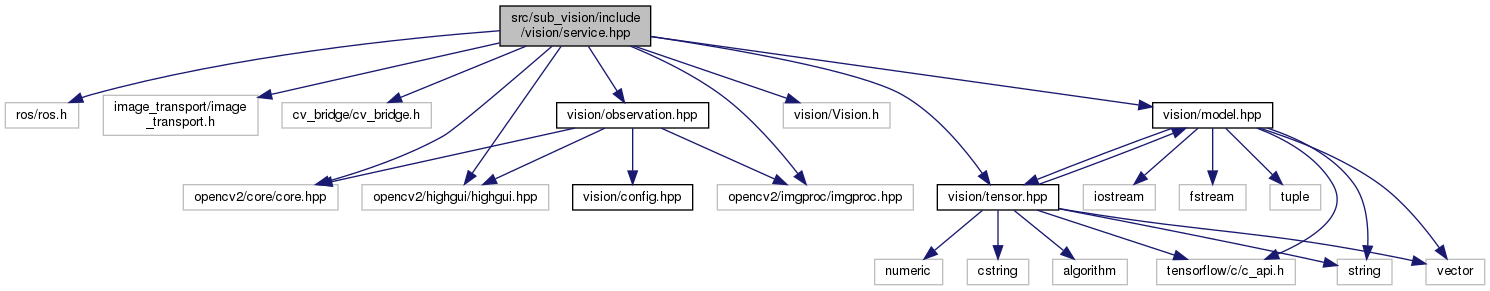 src/sub_vision/include
/vision/service.hpp
ros/ros.h
image_transport/image
_transport.h
cv_bridge/cv_bridge.h
vision/observation.hpp
vision/Vision.h
vision/model.hpp
opencv2/core/core.hpp
opencv2/highgui/highgui.hpp
vision/config.hpp
opencv2/imgproc/imgproc.hpp
vision/tensor.hpp
iostream
fstream
tuple
numeric
cstring
algorithm
tensorflow/c/c_api.h
string
vector